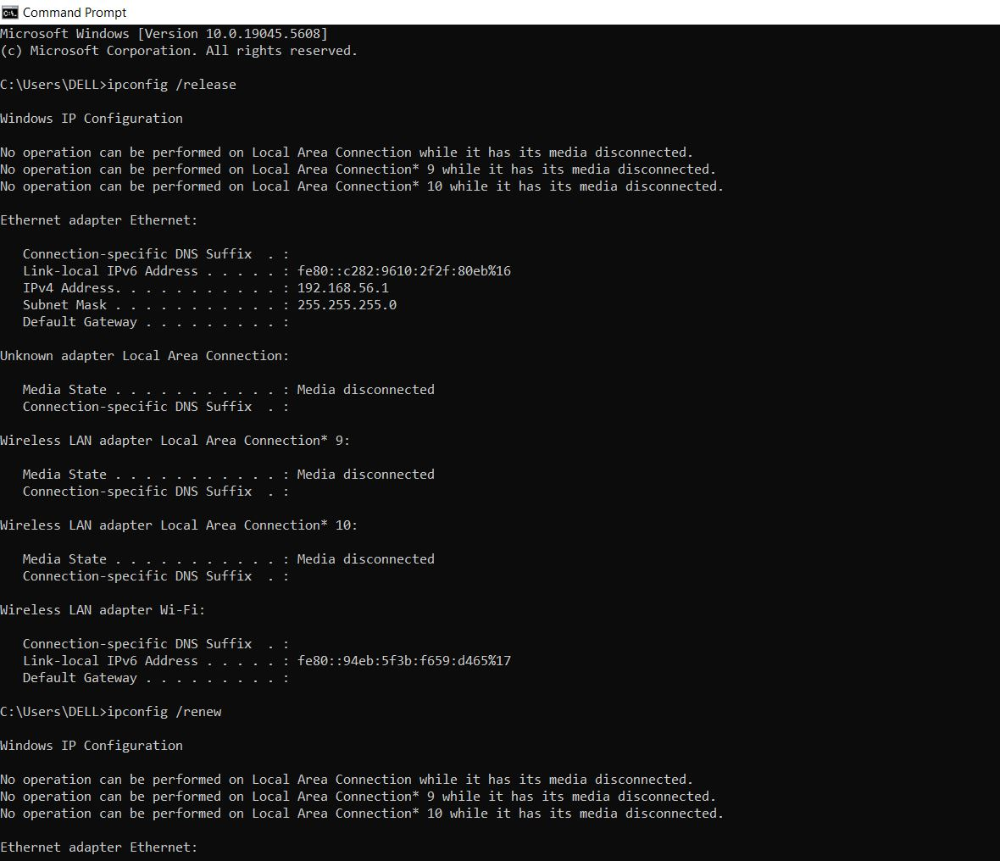 Command Prompt
Microsoft Windows [Version 10.0.19045.5608]
(c) Microsoft Corporation. All rights reserved.
C:\Users\DELL>ipconfig /release
Windows IP Configuration
No operation can be performed on Local Area Connection while it has its media disconnected.
No operation can be performed on Local Area Connection* 9 while it has its media disconnected.
No operation can be performed on Local Area Connection* 10 while it has its media disconnected.
Ethernet adapter Ethernet:
   Connection-specific DNS Suffix  . :
   Link-local IPv6 Address . . . . . : fe80::c282:9610:2f2f:80eb%16
   IPv4 Address. . . . . . . . . . . : 192.168.56.1
   Subnet Mask . . . . . . . . . . . : 255.255.255.0
   Default Gateway . . . . . . . . . :
Unknown adapter Local Area Connection:
   Media State . . . . . . . . . . . : Media disconnected
   Connection-specific DNS Suffix  . :
Wireless LAN adapter Local Area Connection* 9:
   Media State . . . . . . . . . . . : Media disconnected
   Connection-specific DNS Suffix  . :
Wireless LAN adapter Local Area Connection* 10:
   Media State . . . . . . . . . . . : Media disconnected
   Connection-specific DNS Suffix  . :
Wireless LAN adapter Wi-Fi:
   Connection-specific DNS Suffix  . :
   Link-local IPv6 Address . . . . . : fe80::94eb:5f3b:f659:d465%17
   Default Gateway . . . . . . . . . :
C:\Users\DELL>ipconfig /renew
Windows IP Configuration
No operation can be performed on Local Area Connection while it has its media disconnected.
No operation can be performed on Local Area Connection* 9 while it has its media disconnected.
No operation can be performed on Local Area Connection* 10 while it has its media disconnected.
Ethernet adapter Ethernet: